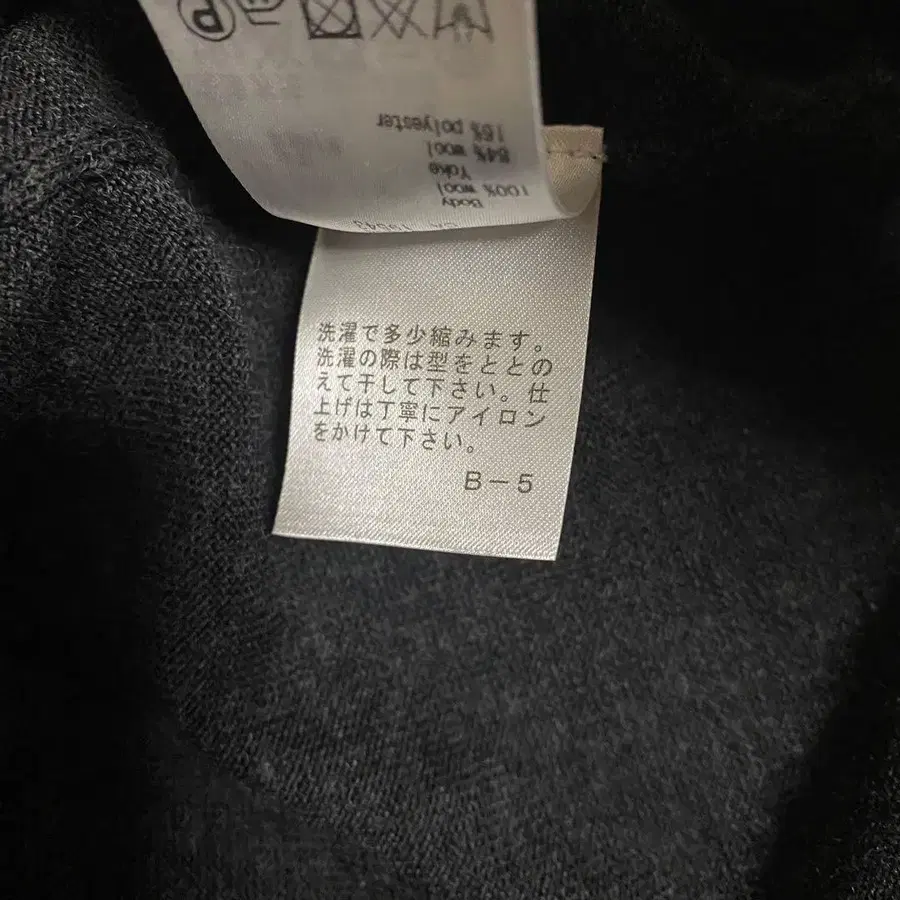 Body
100% wool
Yoke
84% wool
16% polyester
洗濯で多少縮みます。
洗濯の際は型をととの
えて干して下さい。仕
上げは丁寧にアイロン
をかけて下さい。
B-5